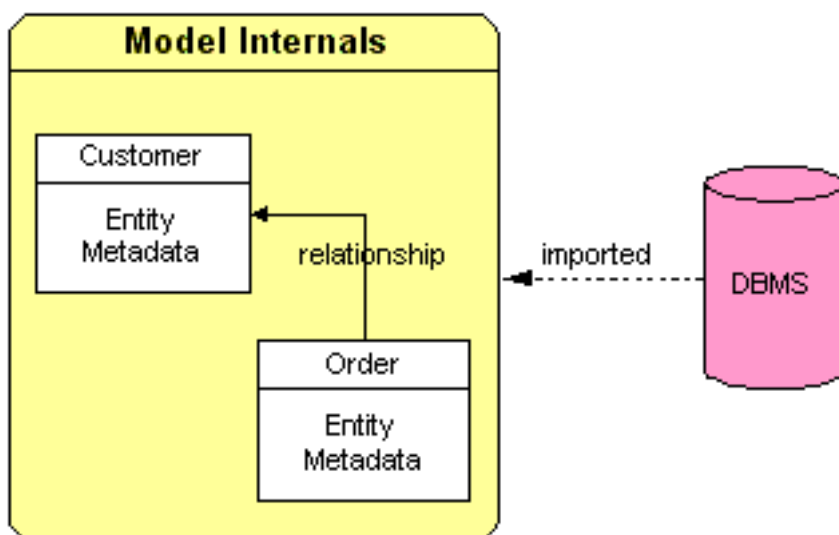 Model Internals
Customer
Entity
Metadata
relationship
imported
DBMS
Order
Entity
Metadata